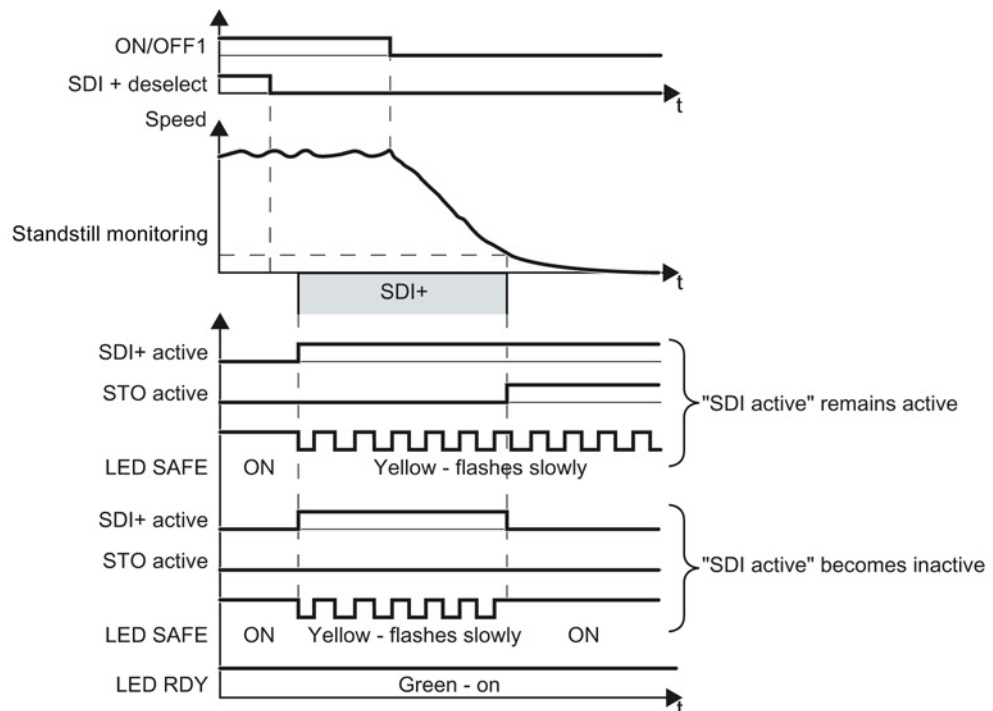 ON/OFF1
SDI + deselect
t
Speed
Standstill monitoring
t
SDI+
SDI+ active
STO active
"SDI active" remains active
LED SAFE ON Yellow - flashes slowly
SDI+ active
STO active
"SDI active" becomes inactive
LED SAFE ON Yellow - flashes slowly ON
LED RDY Green - on
t